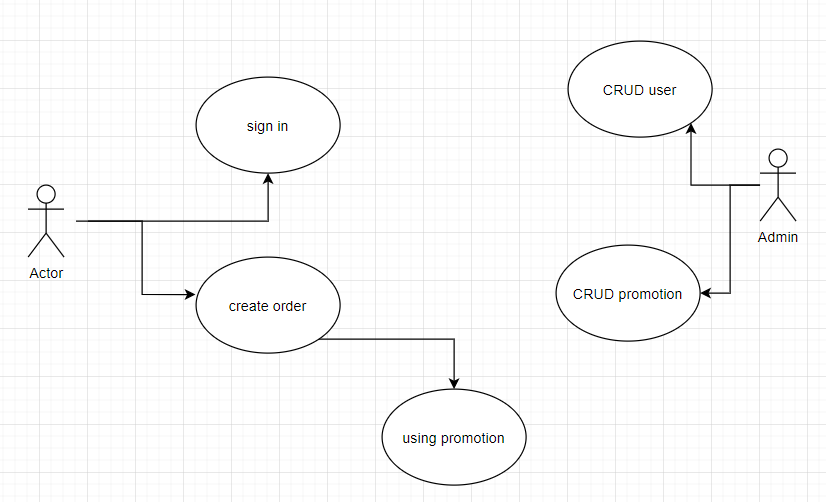 CRUD user
sign in
Admin
Actor
CRUD promotion
create order
using promotion